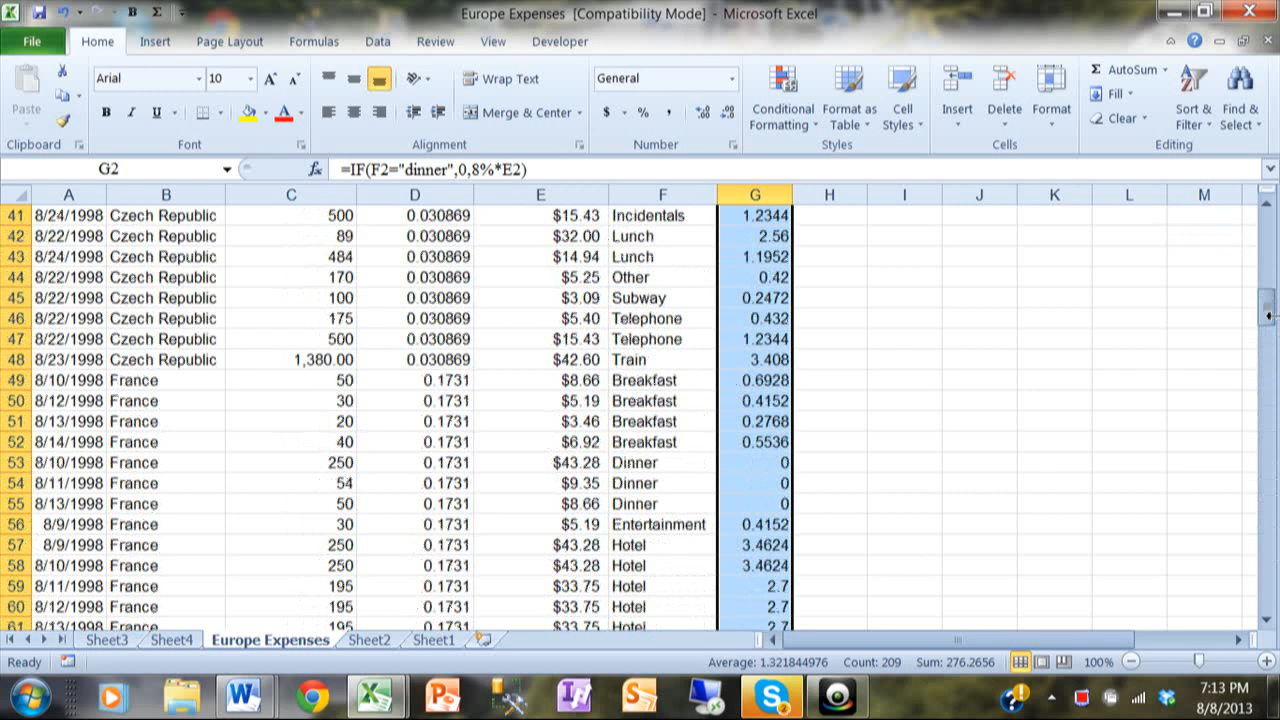 Europe Expenses [Compatibility Mode] - Microsoft Excel
File Home Insert Page Layout Formulas Data Review View Developer
Paste Arial 10 Wrap Text General Conditional Formatting Format as Table Cell Styles Insert Delete Format AutoSum Fill Clear Sort & Filter Find & Select
B I U A Merge & Center $ % ,
Clipboard Font Alignment Number Styles Cells Editing
G2 fx =IF(F2="dinner",0,8%*E2)
A B C D E F G H I J K L M
41 8/24/1998 Czech Republic 500 0.030869 $15.43 Incidentals 1.2344
42 8/22/1998 Czech Republic 89 0.030869 $32.00 Lunch 2.56
43 8/24/1998 Czech Republic 484 0.030869 $14.94 Lunch 1.1952
44 8/22/1998 Czech Republic 170 0.030869 $5.25 Other 0.42
45 8/22/1998 Czech Republic 100 0.030869 $3.09 Subway 0.2472
46 8/22/1998 Czech Republic 175 0.030869 $5.40 Telephone 0.432
47 8/22/1998 Czech Republic 500 0.030869 $15.43 Telephone 1.2344
48 8/23/1998 Czech Republic 1,380.00 0.030869 $42.60 Train 3.408
49 8/10/1998 France 50 0.1731 $8.66 Breakfast 0.6928
50 8/12/1998 France 30 0.1731 $5.19 Breakfast 0.4152
51 8/13/1998 France 20 0.1731 $3.46 Breakfast 0.2768
52 8/14/1998 France 40 0.1731 $6.92 Breakfast 0.5536
53 8/10/1998 France 250 0.1731 $43.28 Dinner 0
54 8/11/1998 France 54 0.1731 $9.35 Dinner 0
55 8/13/1998 France 50 0.1731 $8.66 Dinner 0
56 8/9/1998 France 30 0.1731 $5.19 Entertainment 0.4152
57 8/9/1998 France 250 0.1731 $43.28 Hotel 3.4624
58 8/10/1998 France 250 0.1731 $43.28 Hotel 3.4624
59 8/11/1998 France 195 0.1731 $33.75 Hotel 2.7
60 8/12/1998 France 195 0.1731 $33.75 Hotel 2.7
61 8/13/1998 France 195 0.1731 $33.75 Hotel 2.7
Sheet3 Sheet4 Europe Expenses Sheet2 Sheet1
Ready Average: 1.321844976 Count: 209 Sum: 276.2656 100%
7:13 PM
8/8/2013